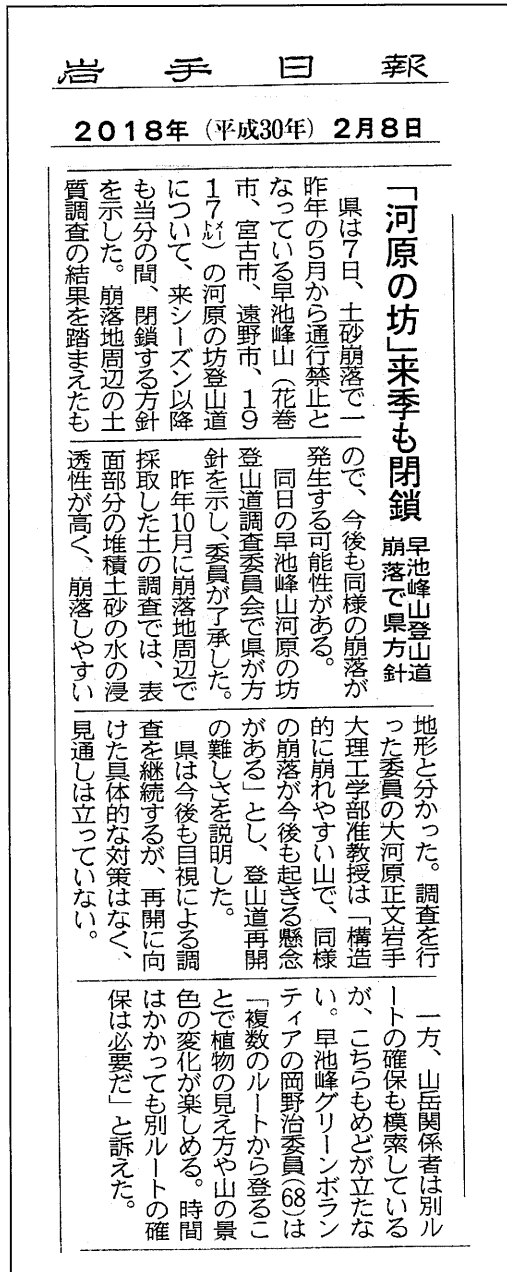 岩手日報
2018年（平成30年）2月8日
「河原の坊」来季も閉鎖
早池峰山登山道
崩落で県方針
県は7日、土砂崩落で一
昨年の5月から通行禁止と
なっている早池峰山（花巻
市、宮古市、遠野市、19
17メートル）の河原の坊登山道
について、来シーズン以降
も当分の間、閉鎖する方針
を示した。崩落地周辺の土
質調査の結果を踏まえたも
ので、今後も同様の崩落が
発生する可能性がある。
同日の早池峰山河原の坊
登山道調査委員会で県が方
針を示し、委員が了承した。
昨年10月に崩落地周辺で
採取した土の調査では、表
面部分の堆積土砂の水の浸
透性が高く、崩落しやすい
地形と分かった。調査を行
った委員の大河原正文岩手
大理工学部准教授は「構造
的に崩れやすい山で、同様
の崩落が今後も起きる懸念
がある」とし、登山道再開
の難しさを説明した。
県は今後も目視による調
査を継続するが、再開に向
けた具体的な対策はなく、
見通しは立っていない。
一方、山岳関係者は別ル
ートの確保も模索している
が、こちらもめどが立たな
い。早池峰グリーンボラン
ティアの岡野治委員(68)は
「複数のルートから登るこ
とで植物の見え方や山の景
色の変化が楽しめる。時間
はかかっても別ルートの確
保は必要だ」と訴えた。